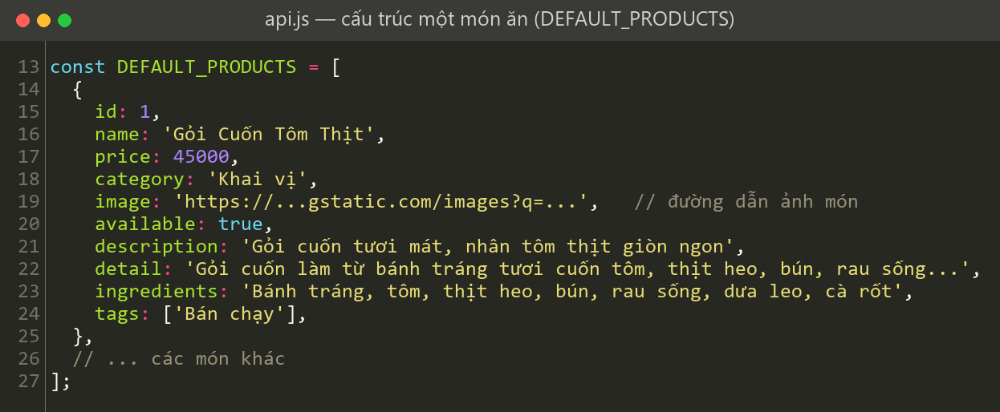 api.js — cấu trúc một món ăn (DEFAULT_PRODUCTS)
13 const DEFAULT_PRODUCTS = [
14   {
15     id: 1,
16     name: 'Gỏi Cuốn Tôm Thịt',
17     price: 45000,
18     category: 'Khai vị',
19     image: 'https://...gstatic.com/images?q=...',   // đường dẫn ảnh món
20     available: true,
21     description: 'Gỏi cuốn tươi mát, nhân tôm thịt giòn ngon',
22     detail: 'Gỏi cuốn làm từ bánh tráng tươi cuốn tôm, thịt heo, bún, rau sống...',
23     ingredients: 'Bánh tráng, tôm, thịt heo, bún, rau sống, dưa leo, cà rốt',
24     tags: ['Bán chạy'],
25   },
26   // ... các món khác
27 ];